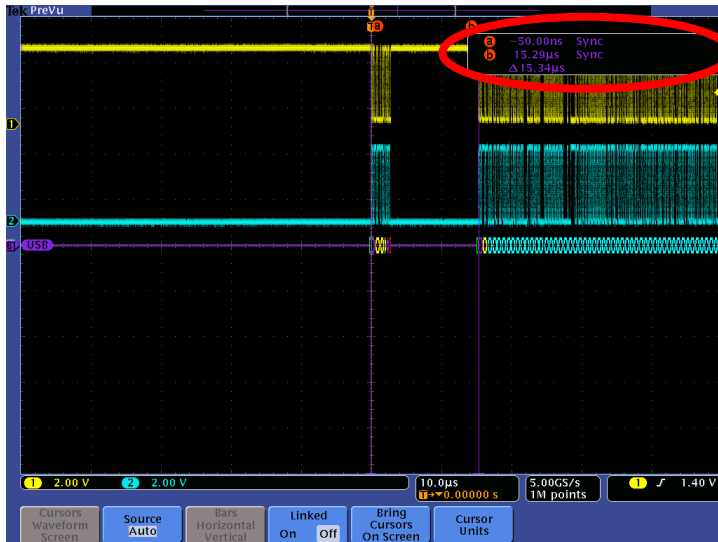 Tek PreVu
T
a
b
a -50.00ns Sync
b 15.29µs Sync
Δ15.34µs
1
2
B1 USB
1 2.00 V 2 2.00 V
10.0µs
T→▼0.00000 s
5.00GS/s
1M points
1 1.40 V
Cursors
Waveform
Screen
Source
Auto
Bars
Horizontal
Vertical
Linked
On Off
Bring
Cursors
On Screen
Cursor
Units